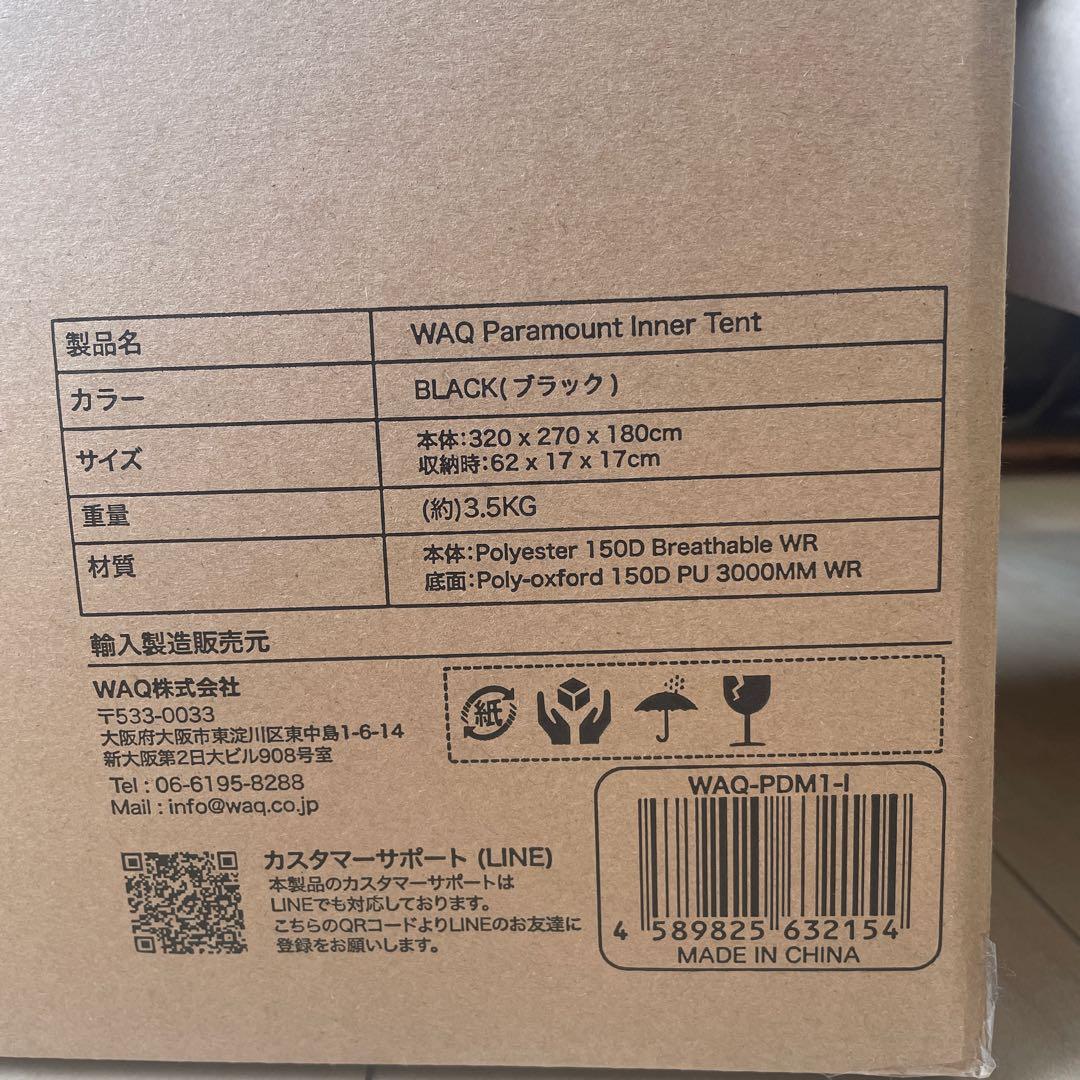 製品名 WAQ Paramount Inner Tent
カラー BLACK(ブラック)
サイズ 本体:320 x 270 x 180cm
収納時:62 x 17 x 17cm
重量 (約)3.5KG
材質 本体:Polyester 150D Breathable WR
底面:Poly-oxford 150D PU 3000MM WR
輸入製造販売元
WAQ株式会社
〒533-0033
大阪府大阪市東淀川区東中島1-6-14
新大阪第2日大ビル908号室
Tel : 06-6195-8288
Mail : info@waq.co.jp
紙
WAQ-PDM1-I
4 589825 632154
MADE IN CHINA
カスタマーサポート (LINE)
本製品のカスタマーサポートは
LINEでも対応しております。
こちらのQRコードよりLINEのお友達に
登録をお願いします。